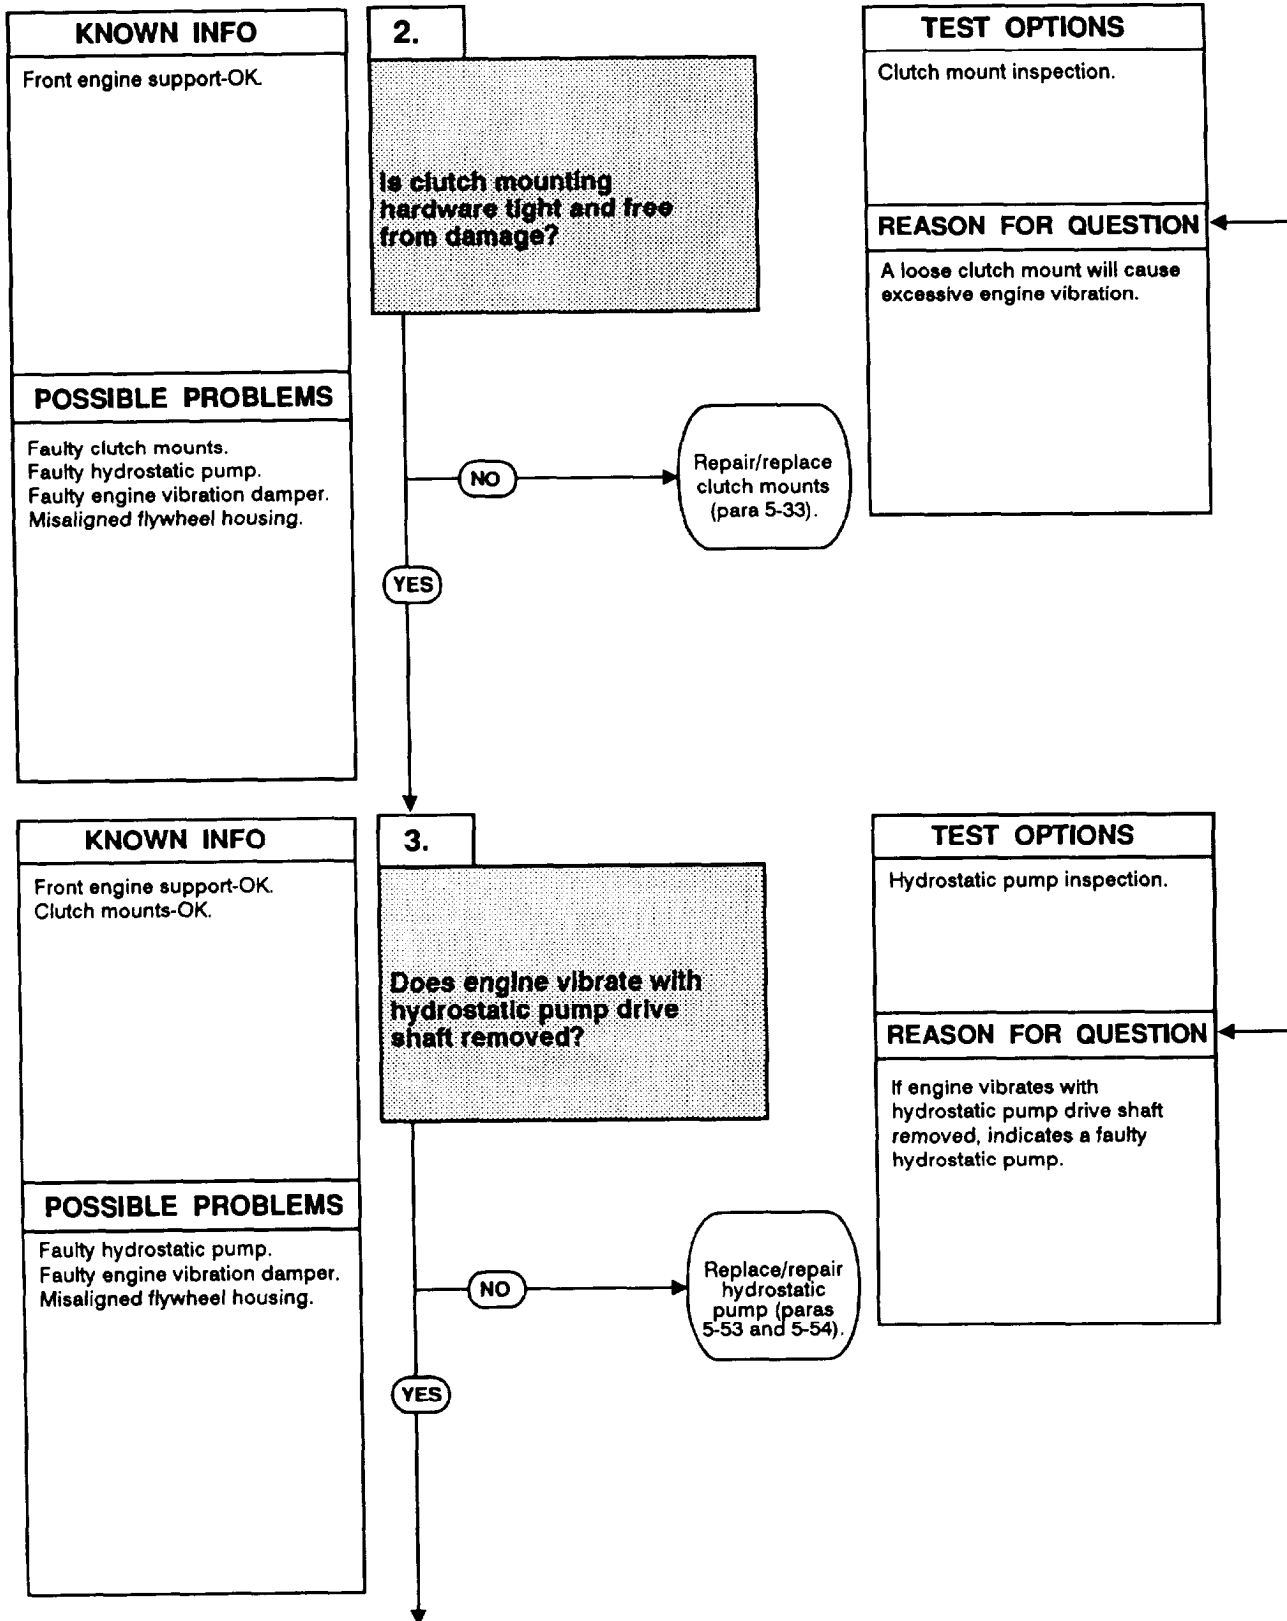 KNOWN INFO
Front engine support-OK.
POSSIBLE PROBLEMS
Faulty clutch mounts.
Faulty hydrostatic pump.
Faulty engine vibration damper.
Misaligned flywheel housing.
2.
Is clutch mounting
hardware tight and free
from damage?
NO
Repair/replace
clutch mounts
(para 5-33).
YES
TEST OPTIONS
Clutch mount inspection.
REASON FOR QUESTION
A loose clutch mount will cause
excessive engine vibration.
KNOWN INFO
Front engine support-OK.
Clutch mounts-OK.
POSSIBLE PROBLEMS
Faulty hydrostatic pump.
Faulty engine vibration damper.
Misaligned flywheel housing.
3.
Does engine vibrate with
hydrostatic pump drive
shaft removed?
NO
Replace/repair
hydrostatic
pump (paras
5-53 and 5-54).
YES
TEST OPTIONS
Hydrostatic pump inspection.
REASON FOR QUESTION
If engine vibrates with
hydrostatic pump drive shaft
removed, indicates a faulty
hydrostatic pump.